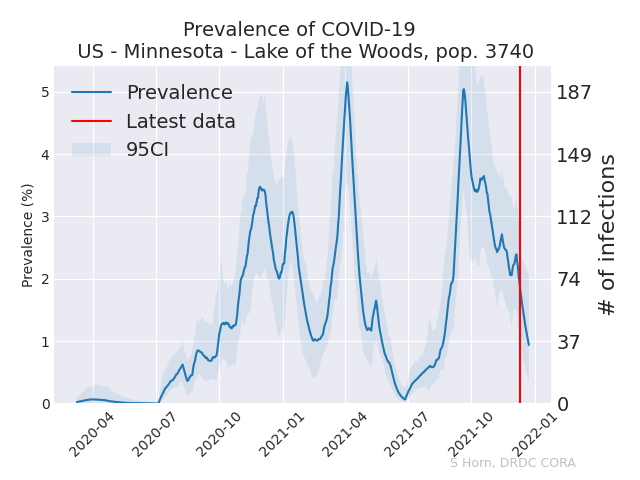 Prevalence of COVID-19
US - Minnesota - Lake of the Woods, pop. 3740
Prevalence
Latest data
95CI
Prevalence (%)
5
4
3
2
1
0
187
149
112
74
37
0
# of infections
2020-04
2020-07
2020-10
2021-01
2021-04
2021-07
2021-10
2022-01
S Horn, DRDC CORA